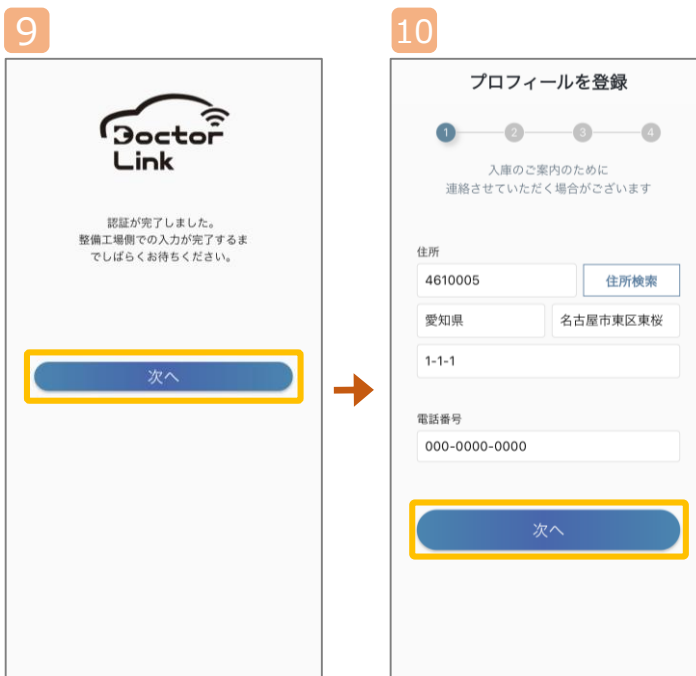 9
Doctor
Link
認証が完了しました。
整備工場側での入力が完了するま
でしばらくお待ちください。
次へ
10
プロフィールを登録
1 2 3 4
入庫のご案内のために
連絡させていただく場合がございます
住所
4610005 住所検索
愛知県 名古屋市東区東桜
1-1-1
電話番号
000-0000-0000
次へ